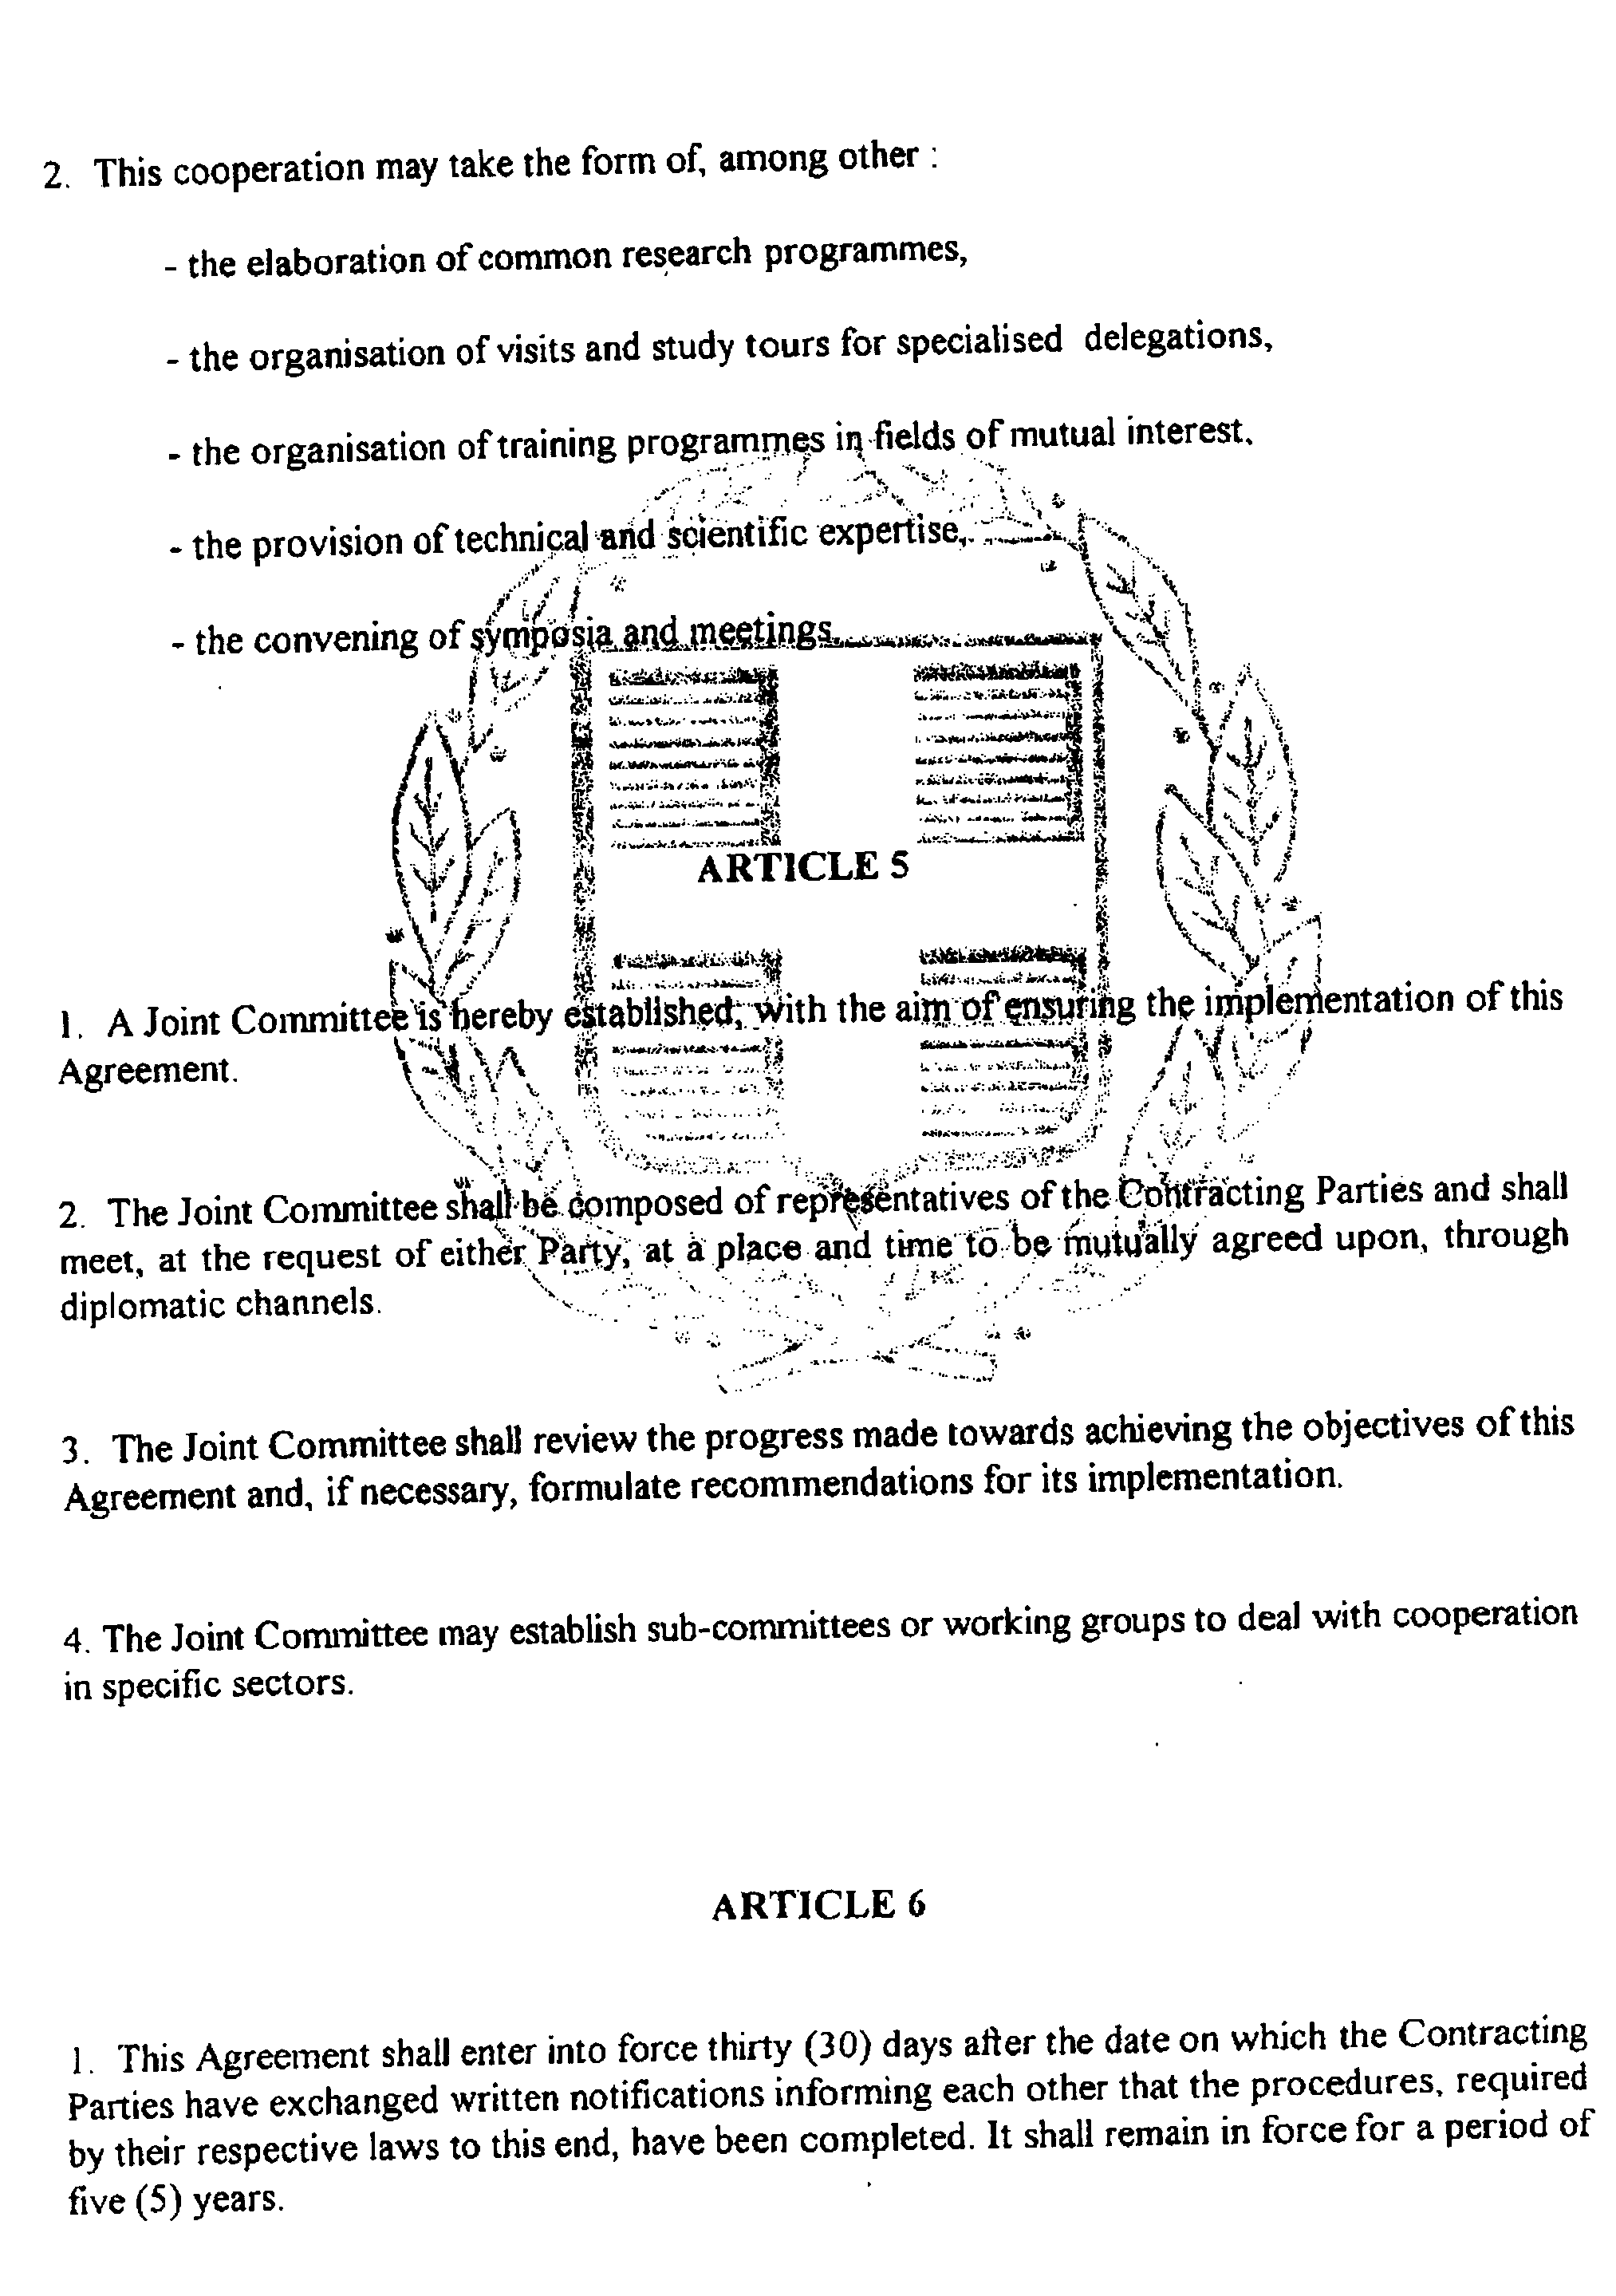 2. This cooperation may take the form of, among other :
- the elaboration of common research programmes,
- the organisation of visits and study tours for specialised delegations,
- the organisation of training programmes in fields of mutual interest.
- the provision of technical and scientific expertise,
- the convening of symposia and meetings.
ARTICLE 5
1. A Joint Committee is hereby established, with the aim of ensuring the implementation of this
Agreement.
2. The Joint Committee shall be composed of representatives of the Contracting Parties and shall
meet, at the request of either Party, at a place and time to be mutually agreed upon, through
diplomatic channels.
3. The Joint Committee shall review the progress made towards achieving the objectives of this
Agreement and, if necessary, formulate recommendations for its implementation.
4. The Joint Committee may establish sub-committees or working groups to deal with cooperation
in specific sectors.
ARTICLE 6
1. This Agreement shall enter into force thirty (30) days after the date on which the Contracting
Parties have exchanged written notifications informing each other that the procedures, required
by their respective laws to this end, have been completed. It shall remain in force for a period of
five (5) years.